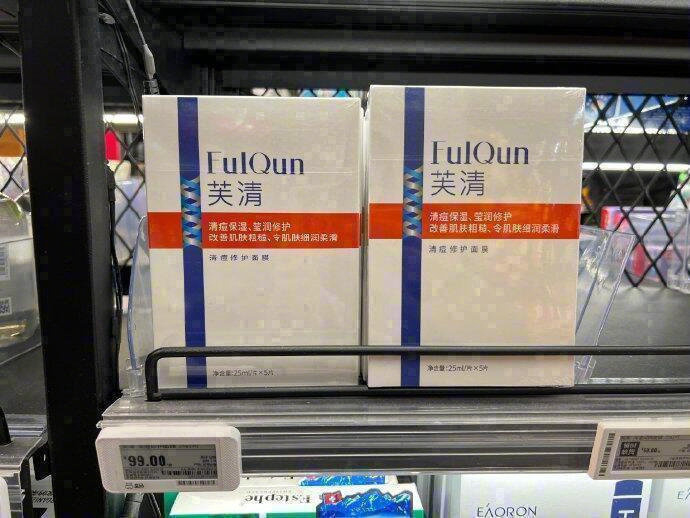 FulQun
芙清
清痘保湿、莹润修护
改善肌肤粗糙、令肌肤细润柔滑
清痘修护面膜
净含量:25ml/片×5片
FulQun
芙清
清痘保湿、莹润修护
改善肌肤粗糙、令肌肤细润柔滑
清痘修护面膜
净含量:25ml/片×5片
¥99.00
Estephe
EAORON